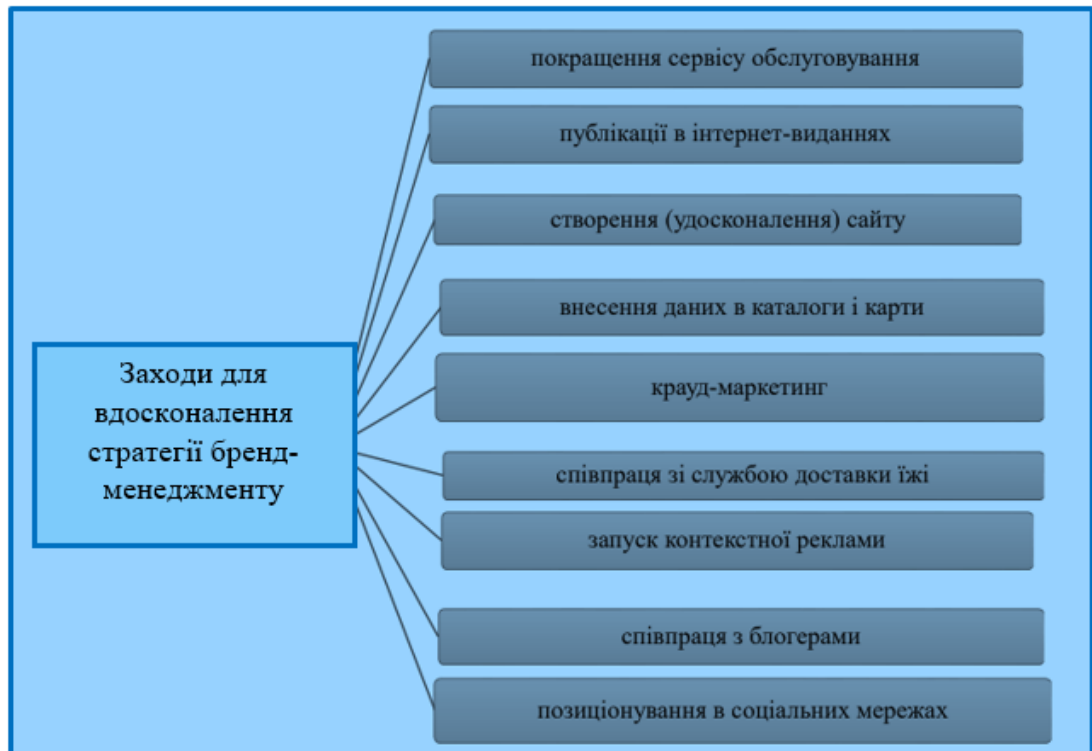 покращення сервісу обслуговування
публікації в інтернет-виданнях
створення (удосконалення) сайту
внесення даних в каталоги і карти
Заходи для
вдосконалення
стратегії бренд-
менеджменту
крауд-маркетинг
співпраця зі службою доставки їжі
запуск контекстної реклами
співпраця з блогерами
позиціонування в соціальних мережах